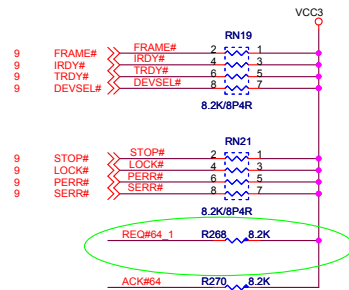 VCC3
RN19
9 FRAME# FRAME# 2 1
9 IRDY# IRDY# 4 3
9 TRDY# TRDY# 6 5
9 DEVSEL# DEVSEL# 8 7
8.2K/8P4R
RN21
9 STOP# STOP# 2 1
9 LOCK# LOCK# 4 3
9 PERR# PERR# 6 5
9 SERR# SERR# 8 7
8.2K/8P4R
REQ#64_1 R268 8.2K
ACK#64 R270 8.2K